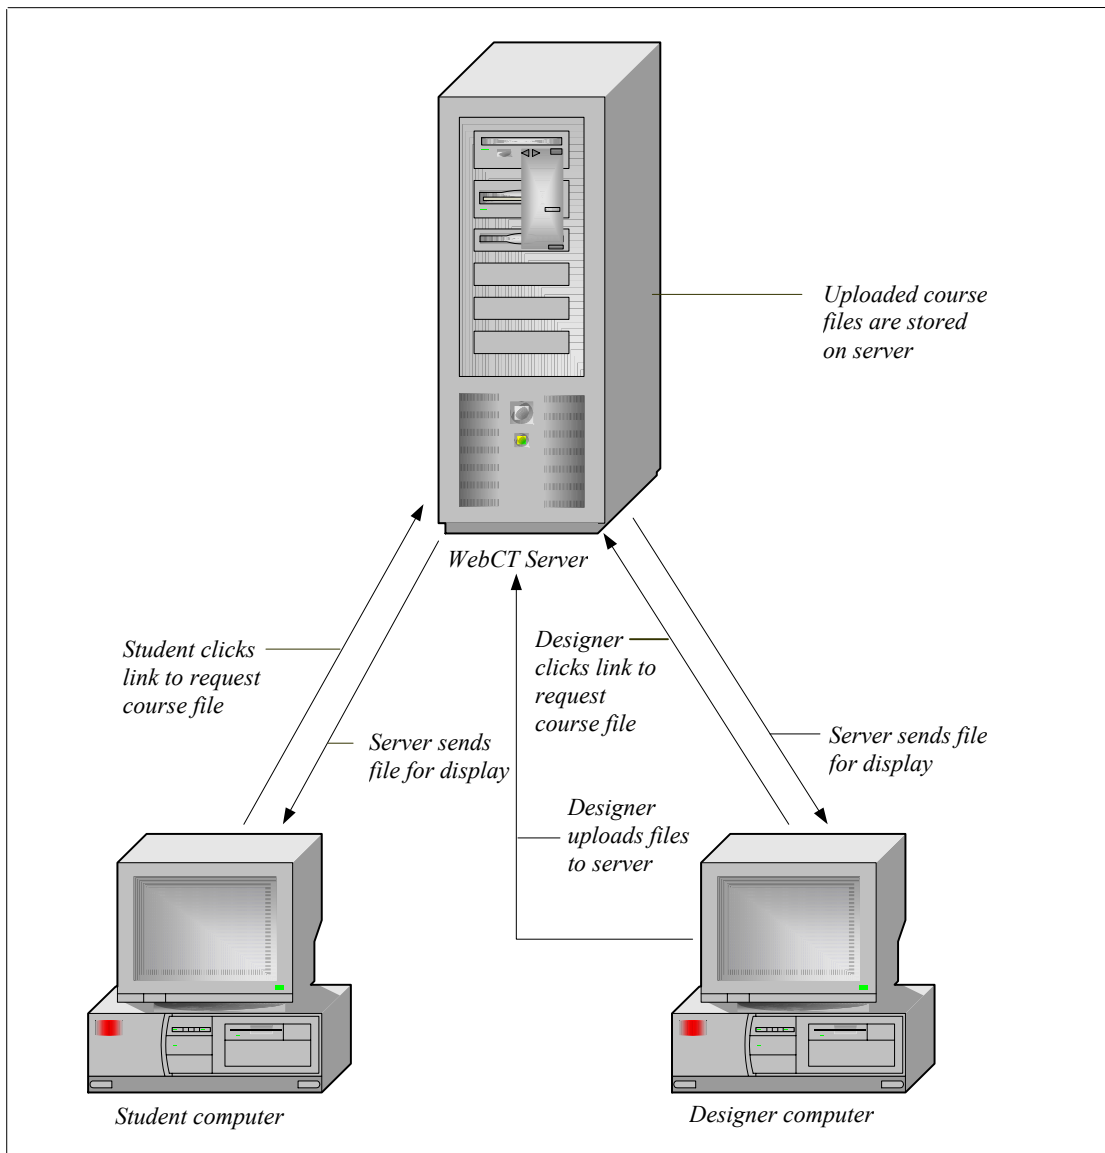 Uploaded course
files are stored
on server
WebCT Server
Student clicks
link to request
course file
Designer
clicks link to
request
course file
Server sends
file for display
Server sends file
for display
Designer
uploads files
to server
Student computer
Designer computer